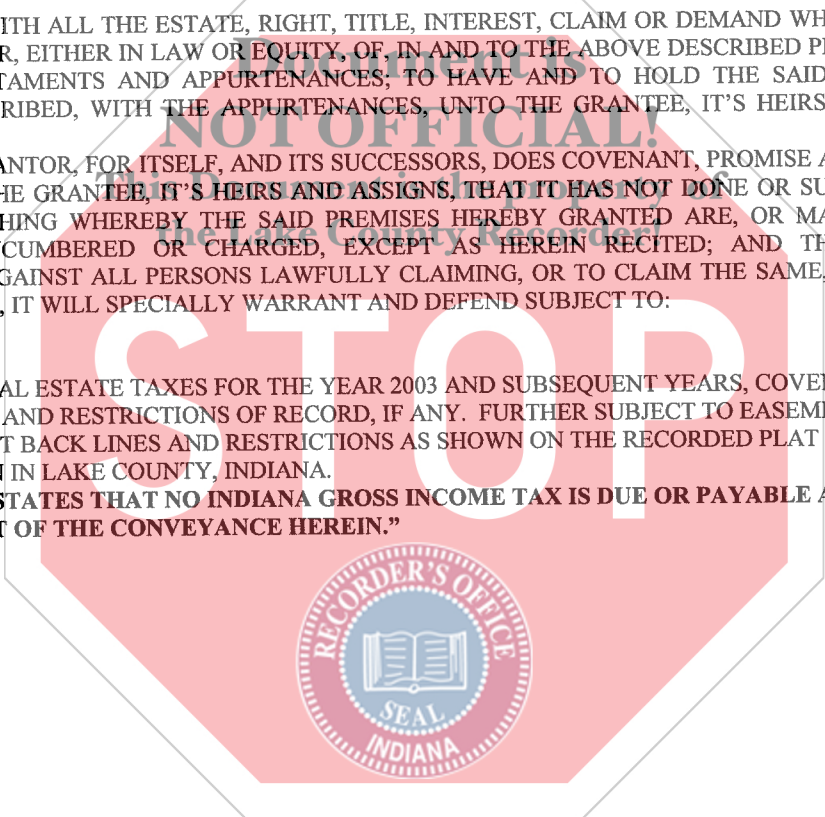 ITH ALL THE ESTATE, RIGHT, TITLE, INTEREST, CLAIM OR DEMAND WH
R, EITHER IN LAW OR EQUITY, OF, IN AND TO THE ABOVE DESCRIBED P
TAMENTS AND APPURTENANCES; TO HAVE AND TO HOLD THE SAID
RIBED, WITH THE APPURTENANCES, UNTO THE GRANTEE, IT'S HEIRS
Document is
NOT OFFICIAL!
This Document is the property of
the Lake County Recorder!
ANTOR, FOR ITSELF, AND ITS SUCCESSORS, DOES COVENANT, PROMISE A
HE GRANTEE, IT'S HEIRS AND ASSIGNS, THAT IT HAS NOT DONE OR SU
HING WHEREBY THE SAID PREMISES HEREBY GRANTED ARE, OR MA
CUMBERED OR CHARGED, EXCEPT AS HEREIN RECITED; AND TH
GAINST ALL PERSONS LAWFULLY CLAIMING, OR TO CLAIM THE SAME,
, IT WILL SPECIALLY WARRANT AND DEFEND SUBJECT TO:
STOP
AL ESTATE TAXES FOR THE YEAR 2003 AND SUBSEQUENT YEARS, COVE
AND RESTRICTIONS OF RECORD, IF ANY. FURTHER SUBJECT TO EASEM
T BACK LINES AND RESTRICTIONS AS SHOWN ON THE RECORDED PLAT
N IN LAKE COUNTY, INDIANA.
STATES THAT NO INDIANA GROSS INCOME TAX IS DUE OR PAYABLE A
T OF THE CONVEYANCE HEREIN.”
RECORDER'S OFFICE
SEAL
INDIANA